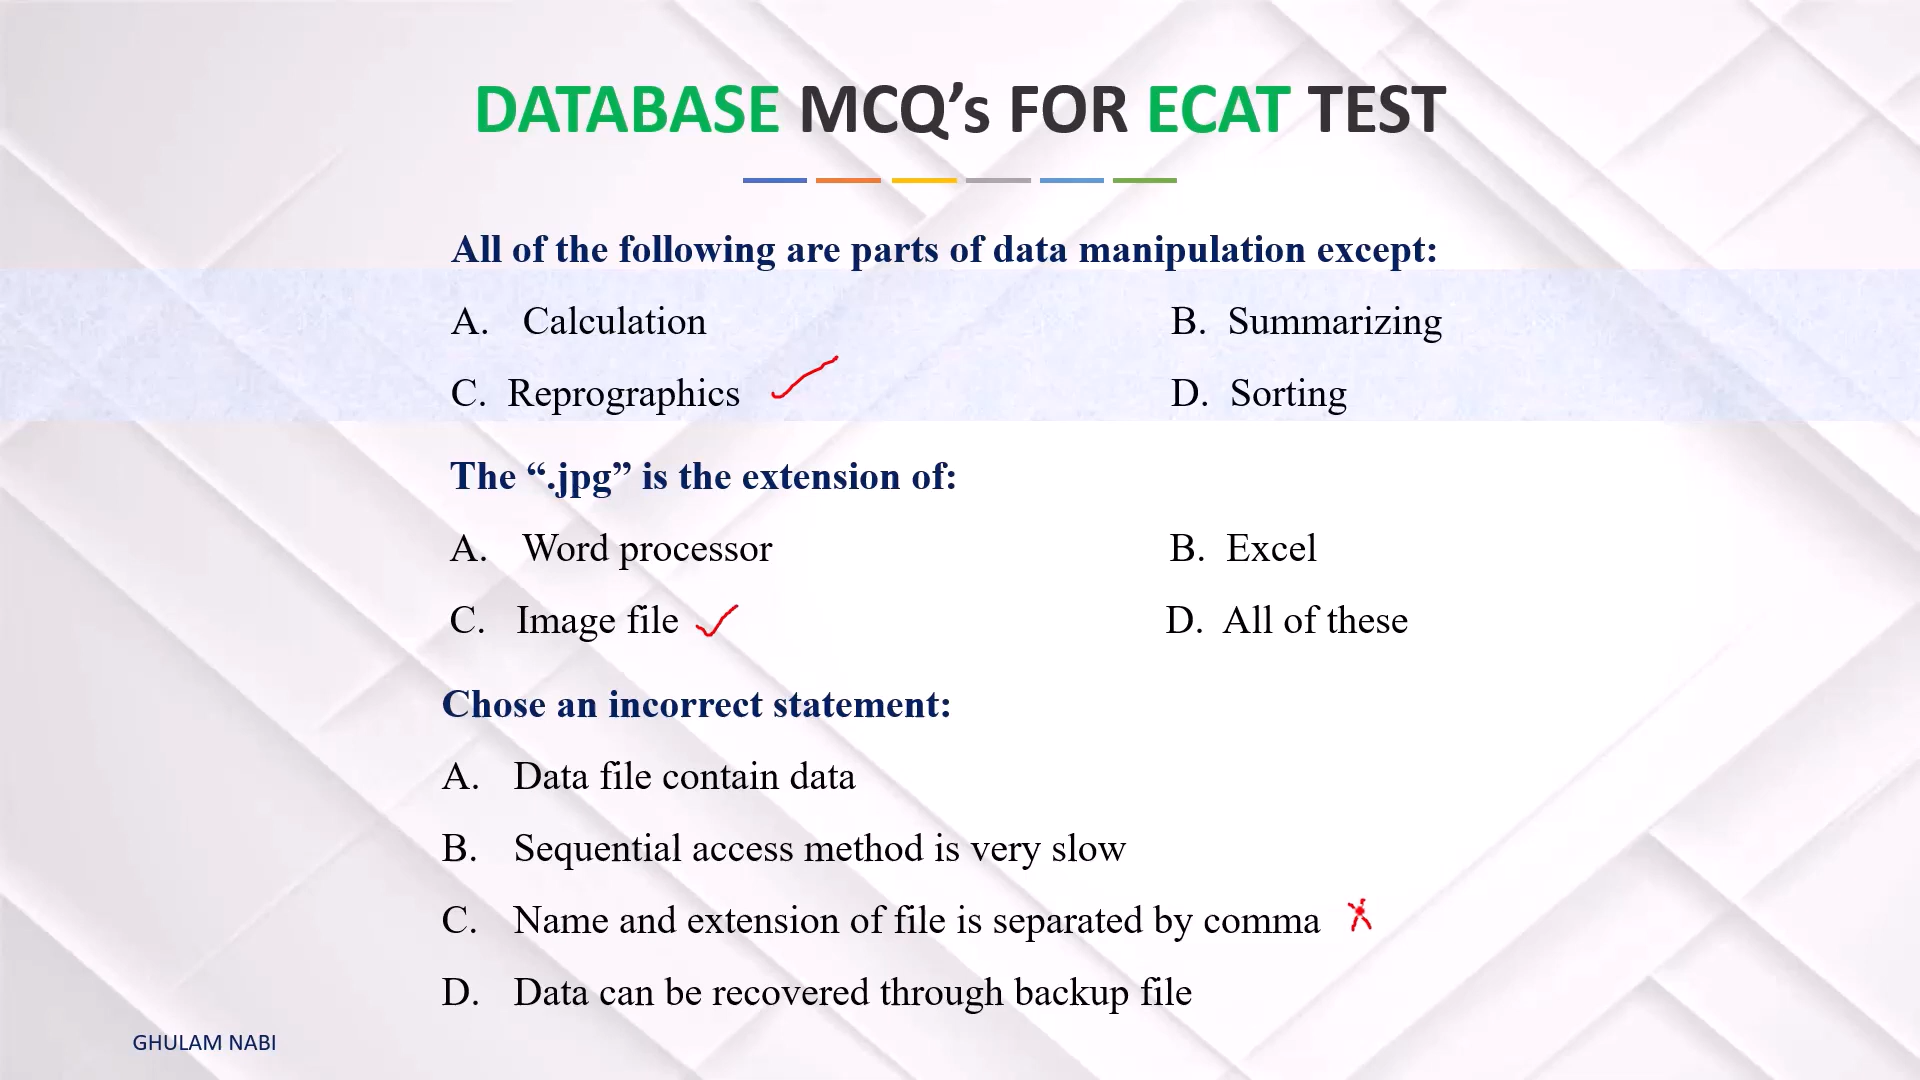 DATABASE MCQ’s FOR ECAT TEST
All of the following are parts of data manipulation except:
A. Calculation
B. Summarizing
C. Reprographics
D. Sorting
The “.jpg” is the extension of:
A. Word processor
B. Excel
C. Image file
D. All of these
Chose an incorrect statement:
A. Data file contain data
B. Sequential access method is very slow
C. Name and extension of file is separated by comma
D. Data can be recovered through backup file
GHULAM NABI